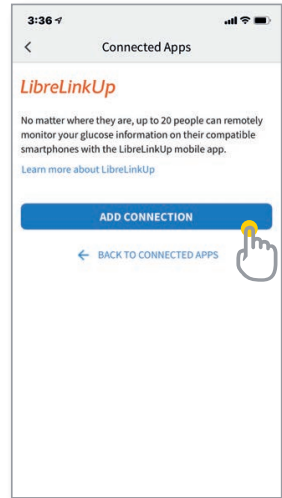 3:36
Connected Apps
LibreLinkUp
No matter where they are, up to 20 people can remotely
monitor your glucose information on their compatible
smartphones with the LibreLinkUp mobile app.
Learn more about LibreLinkUp
ADD CONNECTION
BACK TO CONNECTED APPS